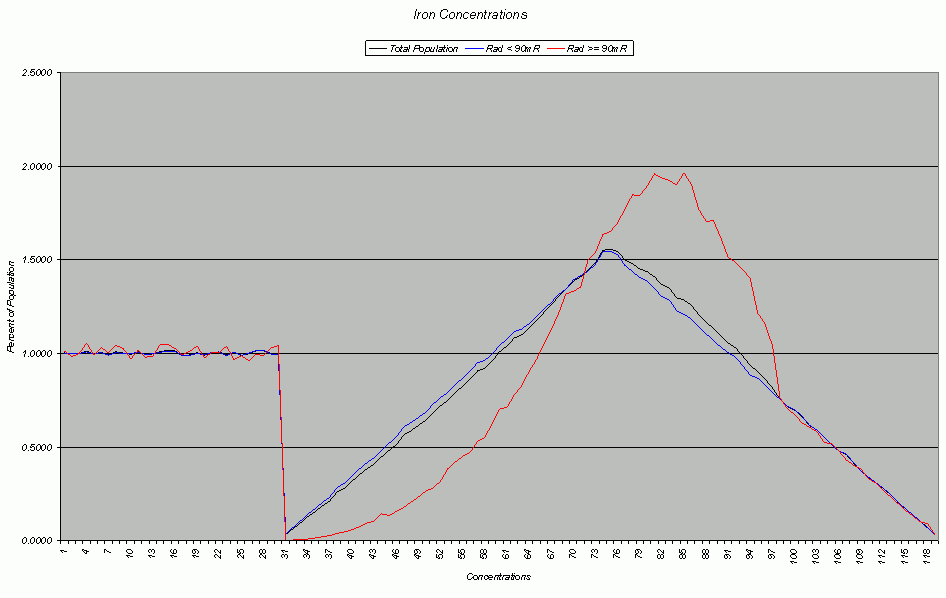 Iron Concentrations
Total Population Rad < 90mR Rad >= 90mR
2.5000
2.0000
1.5000
1.0000
0.5000
0.0000
Percent of Population
1 4 7 10 13 16 19 22 25 28 31 34 37 40 43 46 49 52 55 58 61 64 67 70 73 76 79 82 85 88 91 94 97 100 103 106 109 112 115 118
Concentrations